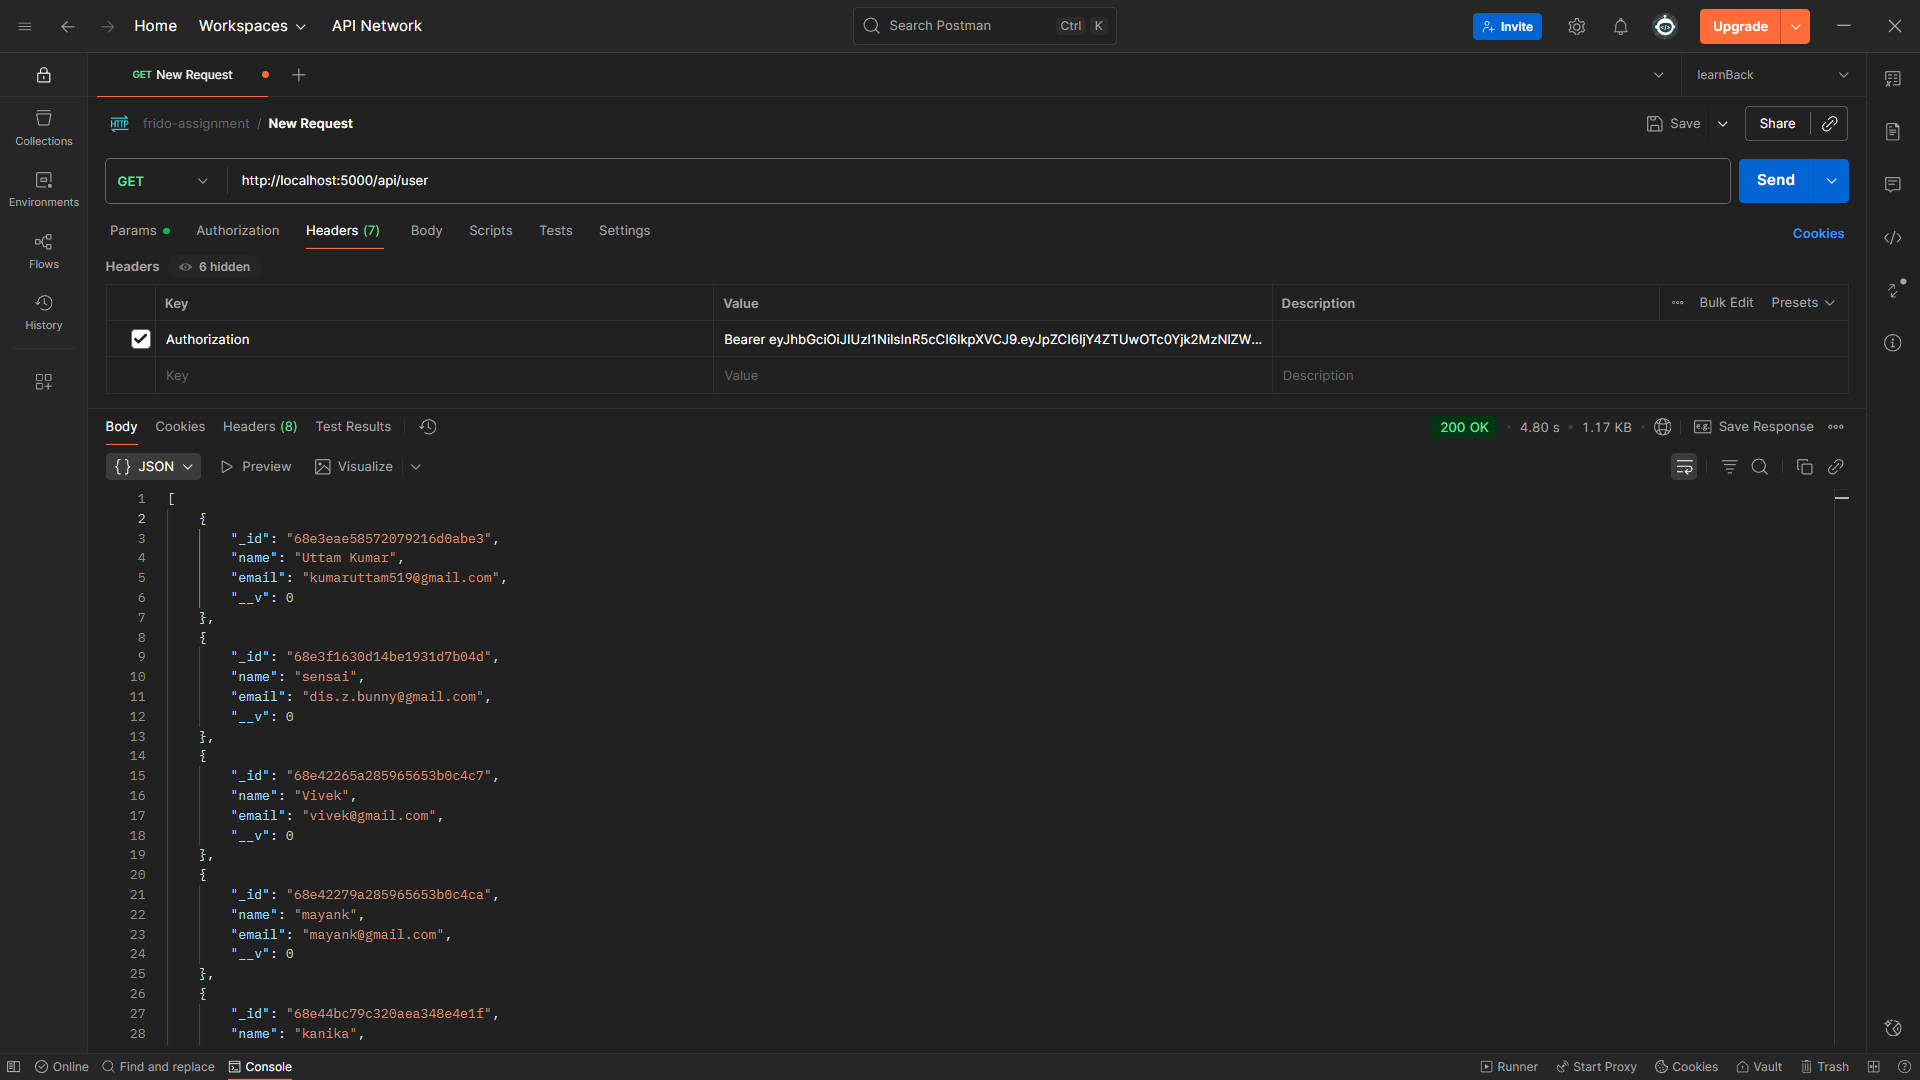 Home Workspaces API Network Search Postman Ctrl K Invite Upgrade
GET New Request learnBack
frido-assignment / New Request Save Share
GET http://localhost:5000/api/user Send
Params Authorization Headers (7) Body Scripts Tests Settings Cookies
Headers 6 hidden
Key Value Description Bulk Edit Presets
Authorization Bearer eyJhbGciOiJIUzI1NiIsInR5cCI6IkpXVCJ9.eyJpZCI6IjY4ZTUwOTc0Yjk2MzNlZW...
Key Value Description
Body Cookies Headers (8) Test Results 200 OK 4.80 s 1.17 KB e.g. Save Response
{} JSON Preview Visualize
1 [
2 {
3 "_id": "68e3eae58572079216d0abe3",
4 "name": "Uttam Kumar",
5 "email": "kumaruttam519@gmail.com",
6 "__v": 0
7 },
8 {
9 "_id": "68e3f1630d14be1931d7b04d",
10 "name": "sensai",
11 "email": "dis.z.bunny@gmail.com",
12 "__v": 0
13 },
14 {
15 "_id": "68e42265a285965653b0c4c7",
16 "name": "Vivek",
17 "email": "vivek@gmail.com",
18 "__v": 0
19 },
20 {
21 "_id": "68e42279a285965653b0c4ca",
22 "name": "mayank",
23 "email": "mayank@gmail.com",
24 "__v": 0
25 },
26 {
27 "_id": "68e44bc79c320aea348e4e1f",
28 "name": "kanika",
Collections
Environments
Flows
History
Online Find and replace Console Runner Start Proxy Cookies Vault Trash